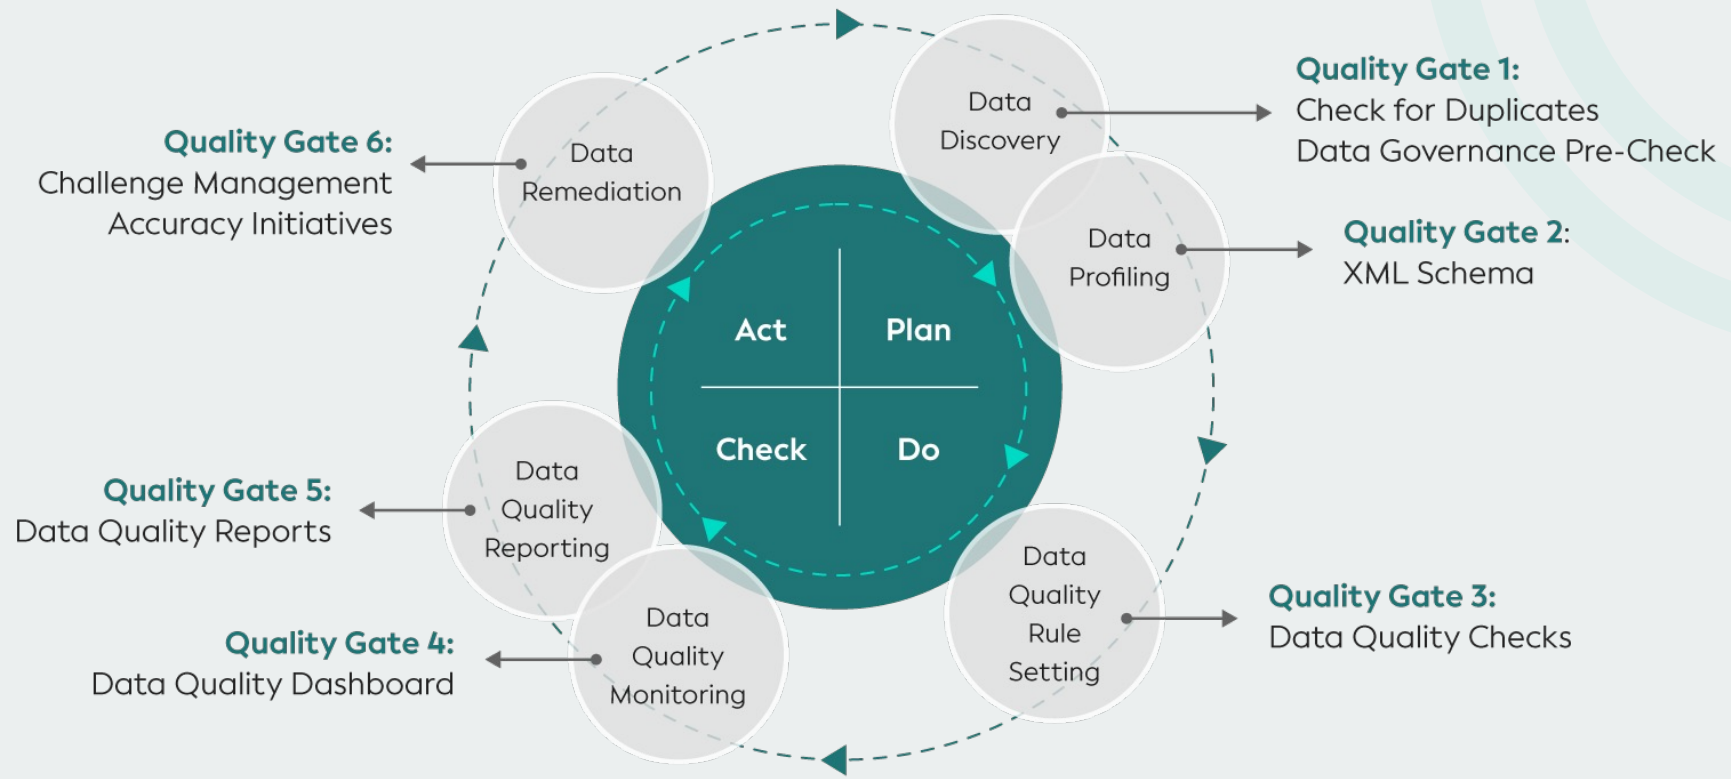 Quality Gate 1:
Check for Duplicates
Data Governance Pre-Check
Data
Discovery
Quality Gate 2:
XML Schema
Data
Profiling
Quality Gate 3:
Data Quality Checks
Data
Quality
Rule
Setting
Quality Gate 4:
Data Quality Dashboard
Data
Quality
Monitoring
Quality Gate 5:
Data Quality Reports
Data
Quality
Reporting
Quality Gate 6:
Challenge Management
Accuracy Initiatives
Data
Remediation
Act
Plan
Check
Do